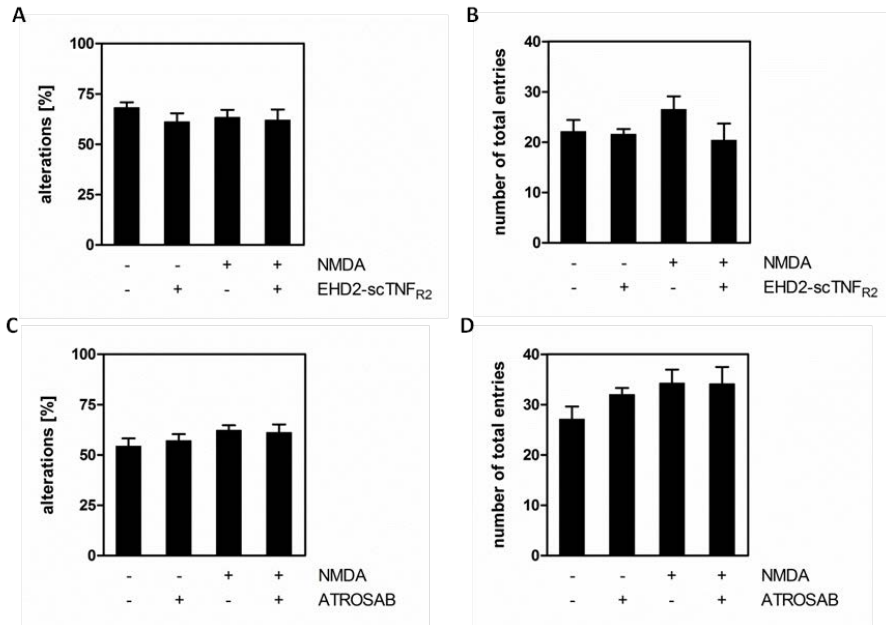 A
alterations [%]
100
75
50
25
0
- - + + NMDA
- + - + EHD2-scTNFR2
B
number of total entries
40
30
20
10
0
- - + + NMDA
- + - + EHD2-scTNFR2
C
alterations [%]
100
75
50
25
0
- - + + NMDA
- + - + ATROSAB
D
number of total entries
40
30
20
10
0
- - + + NMDA
- + - + ATROSAB